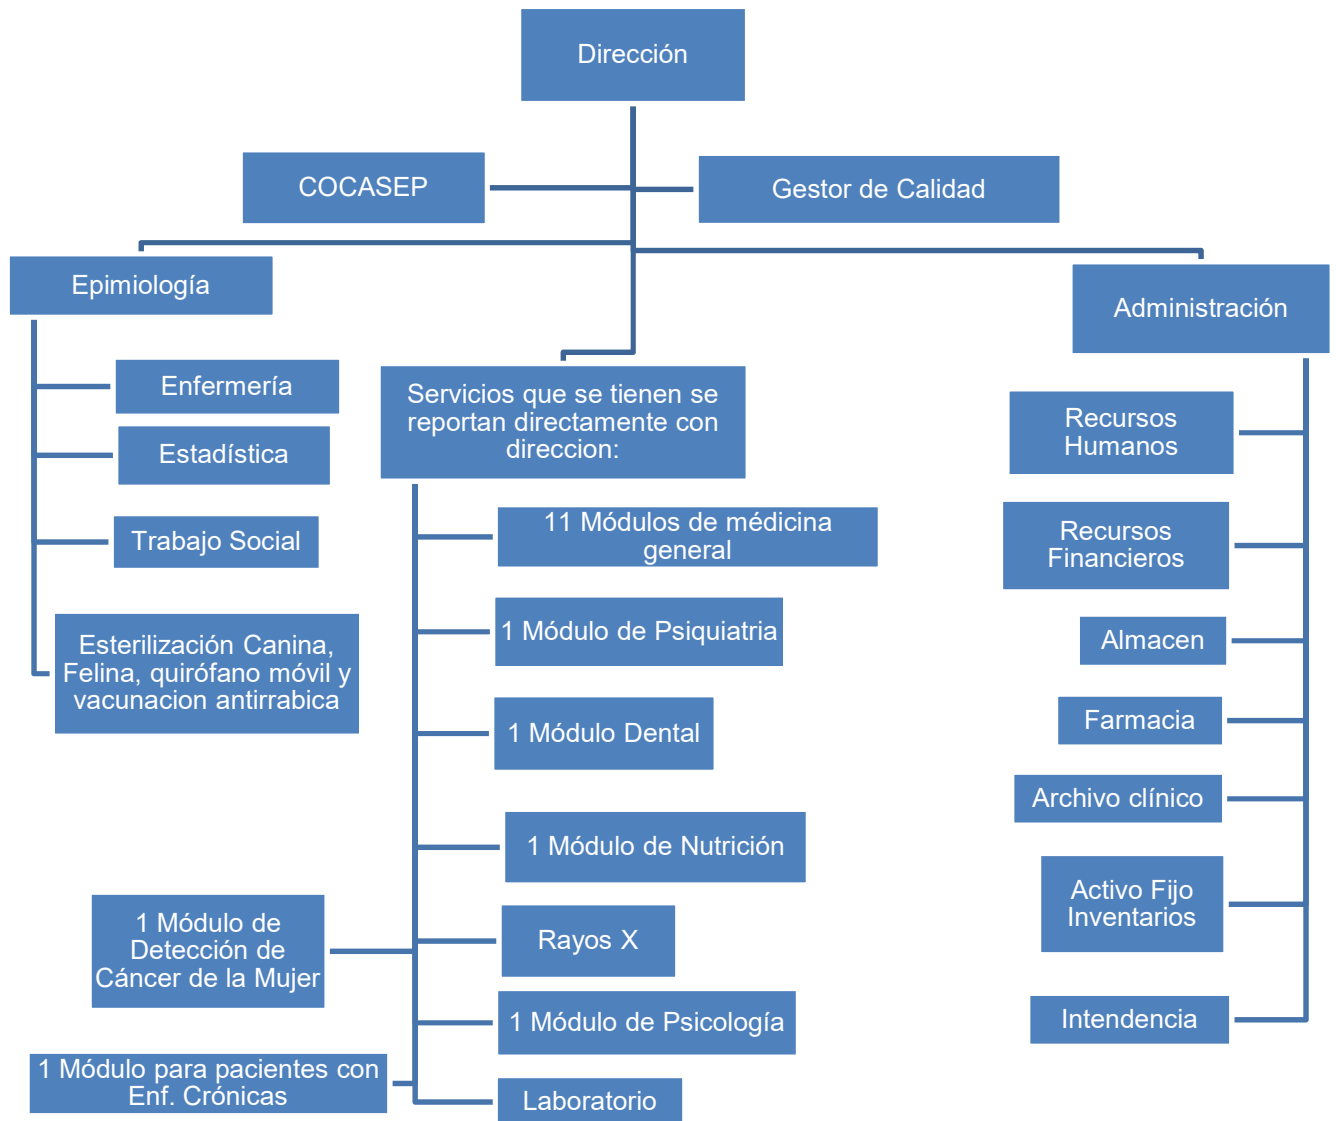 Dirección
COCASEP
Gestor de Calidad
Epimiología
Administración
Enfermería
Estadística
Trabajo Social
Esterilización Canina,
Felina, quirófano móvil y
vacunacion antirrabica
Servicios que se tienen se
reportan directamente con
direccion:
11 Módulos de médicina
general
1 Módulo de Psiquiatria
1 Módulo Dental
1 Módulo de Nutrición
1 Módulo de
Detección de
Cáncer de la Mujer
Rayos X
1 Módulo de Psicología
1 Módulo para pacientes con
Enf. Crónicas
Laboratorio
Recursos
Humanos
Recursos
Financieros
Almacen
Farmacia
Archivo clínico
Activo Fijo
Inventarios
Intendencia